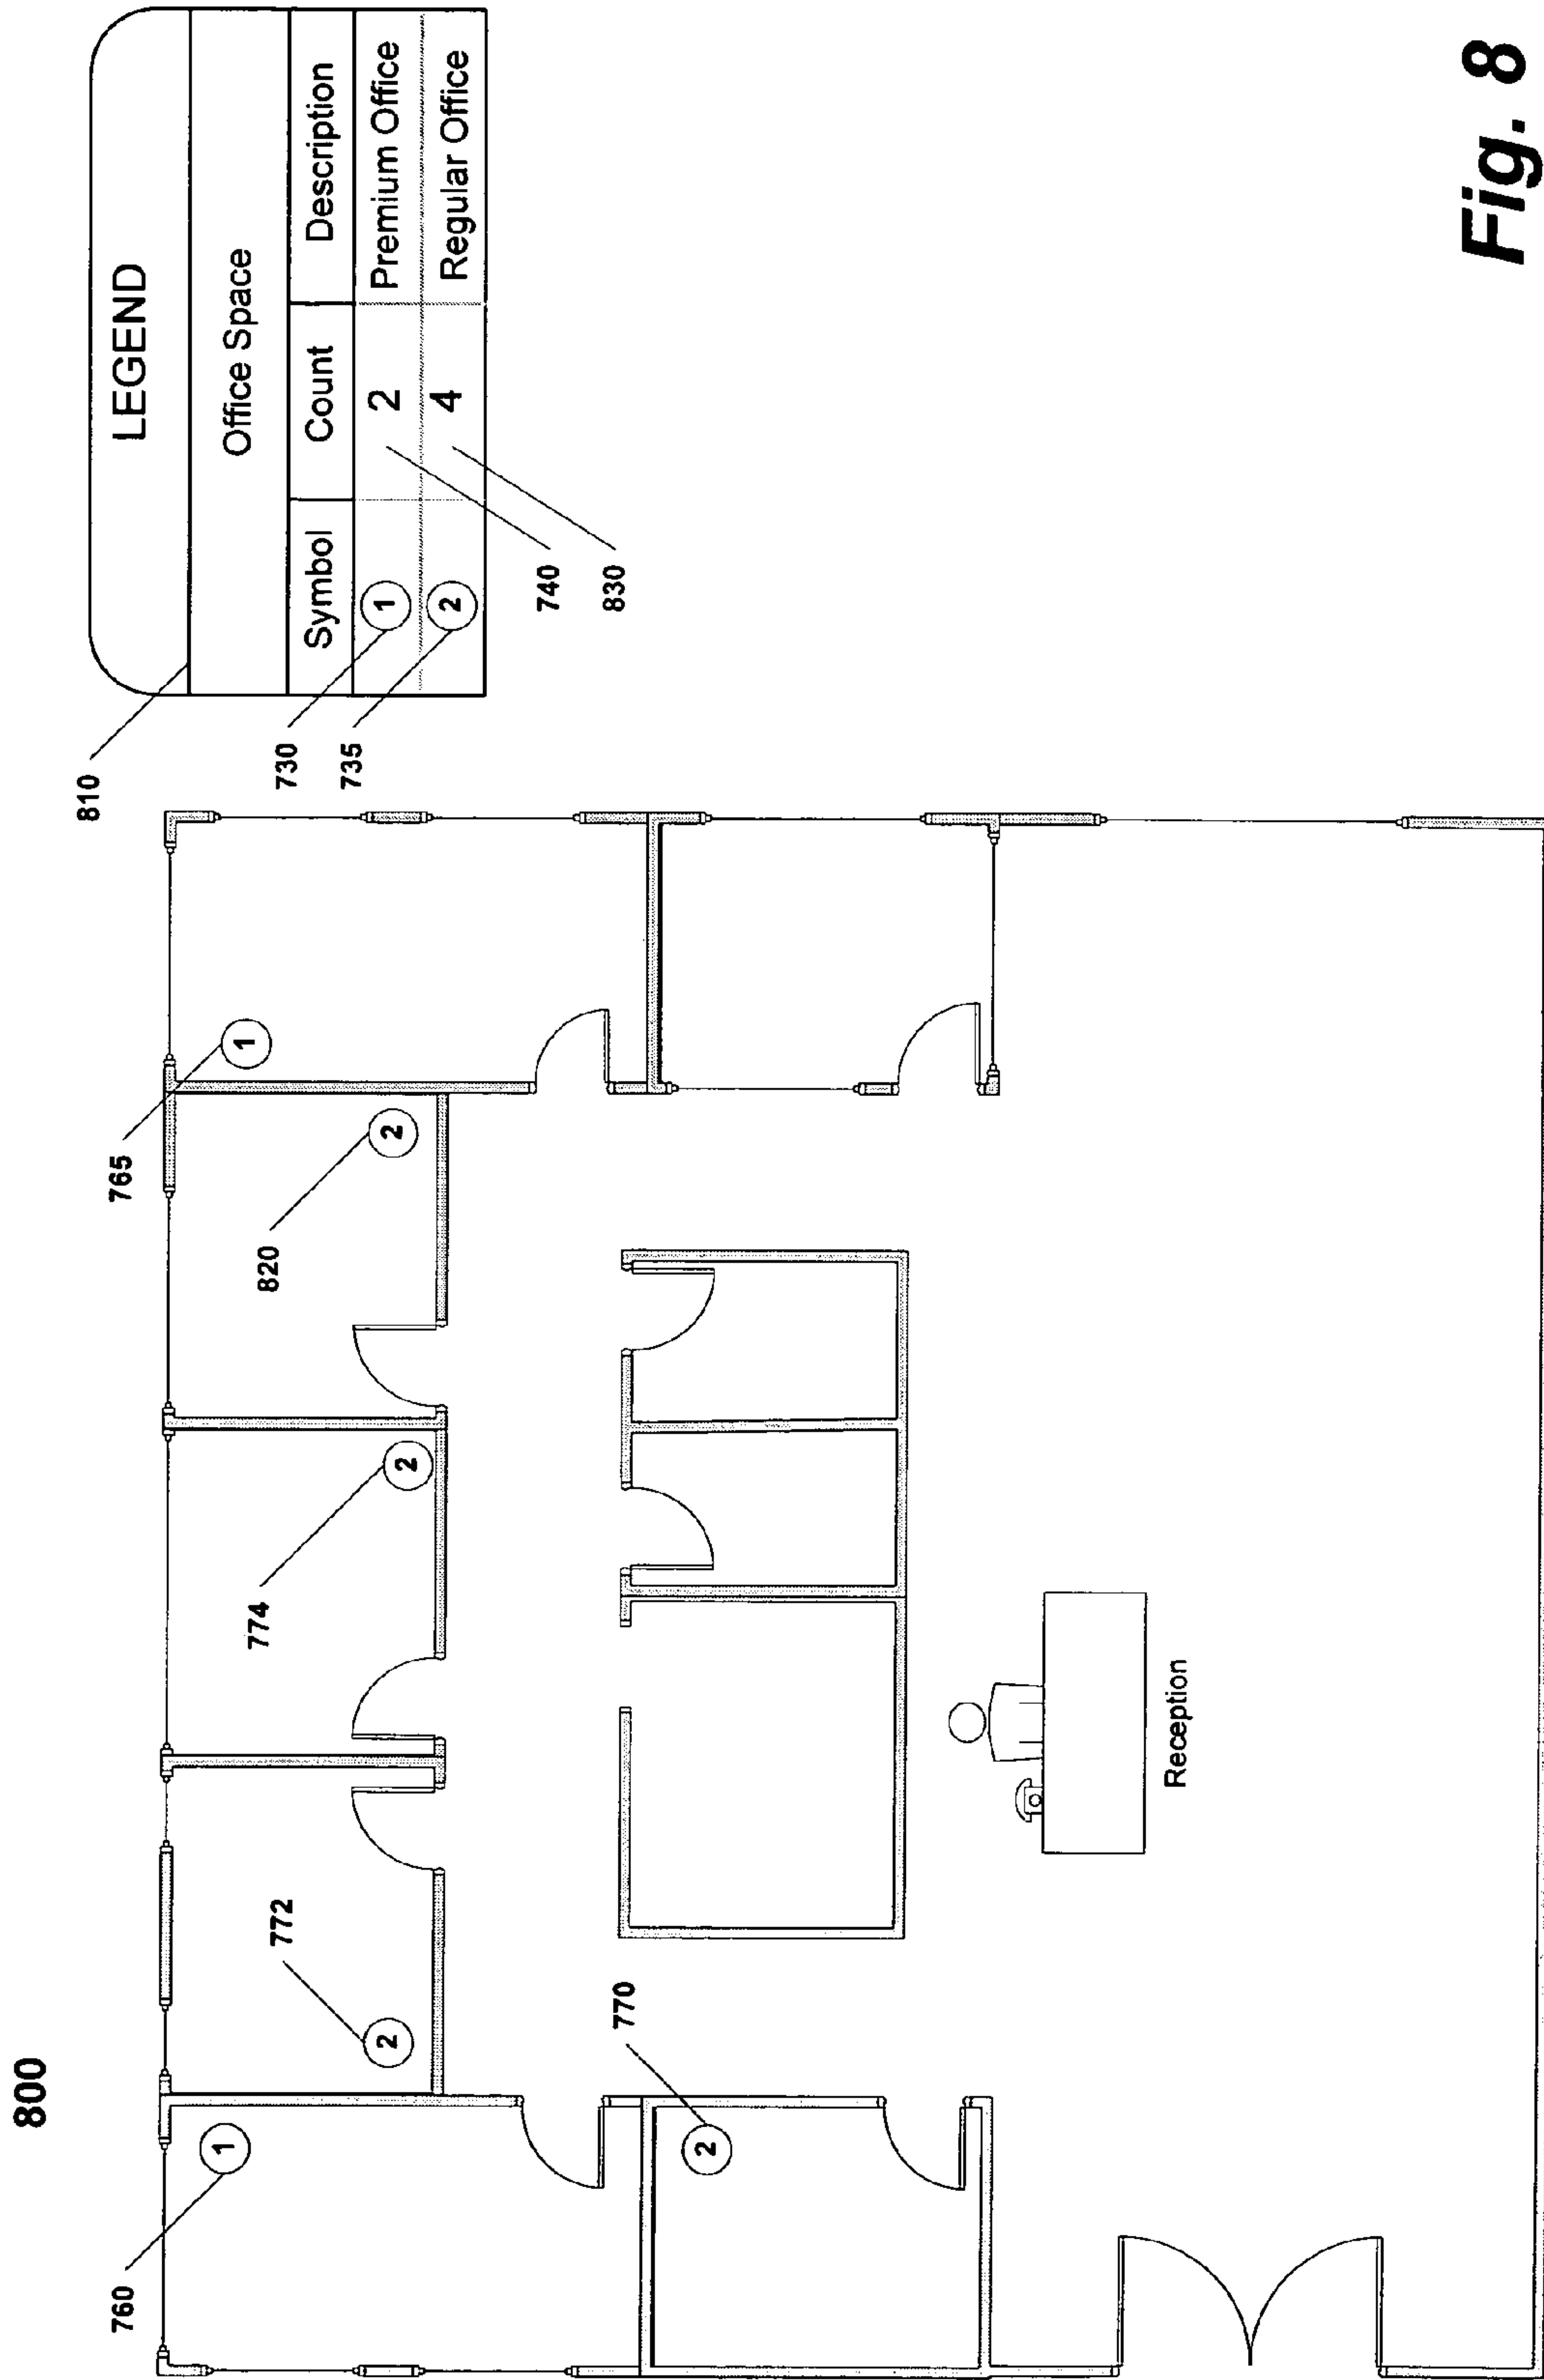 800
810
LEGEND
Office Space
Symbol Count Description
1 2 Premium Office
2 4 Regular Office
730
735
740
830
760
1
772
2
774
2
820
2
765
1
770
2
Reception
Fig. 8